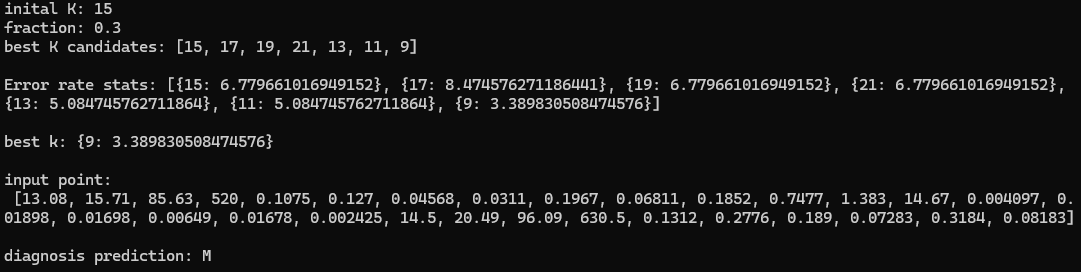 inital K: 15
fraction: 0.3
best K candidates: [15, 17, 19, 21, 13, 11, 9]
Error rate stats: [{15: 6.779661016949152}, {17: 8.474576271186441}, {19: 6.779661016949152}, {21: 6.779661016949152},
{13: 5.084745762711864}, {11: 5.084745762711864}, {9: 3.389830508474576}]
best k: {9: 3.389830508474576}
input point:
[13.08, 15.71, 85.63, 520, 0.1075, 0.127, 0.04568, 0.0311, 0.1967, 0.06811, 0.1852, 0.7477, 1.383, 14.67, 0.004097, 0.
01898, 0.01698, 0.00649, 0.01678, 0.002425, 14.5, 20.49, 96.09, 630.5, 0.1312, 0.2776, 0.189, 0.07283, 0.3184, 0.08183]
diagnosis prediction: M